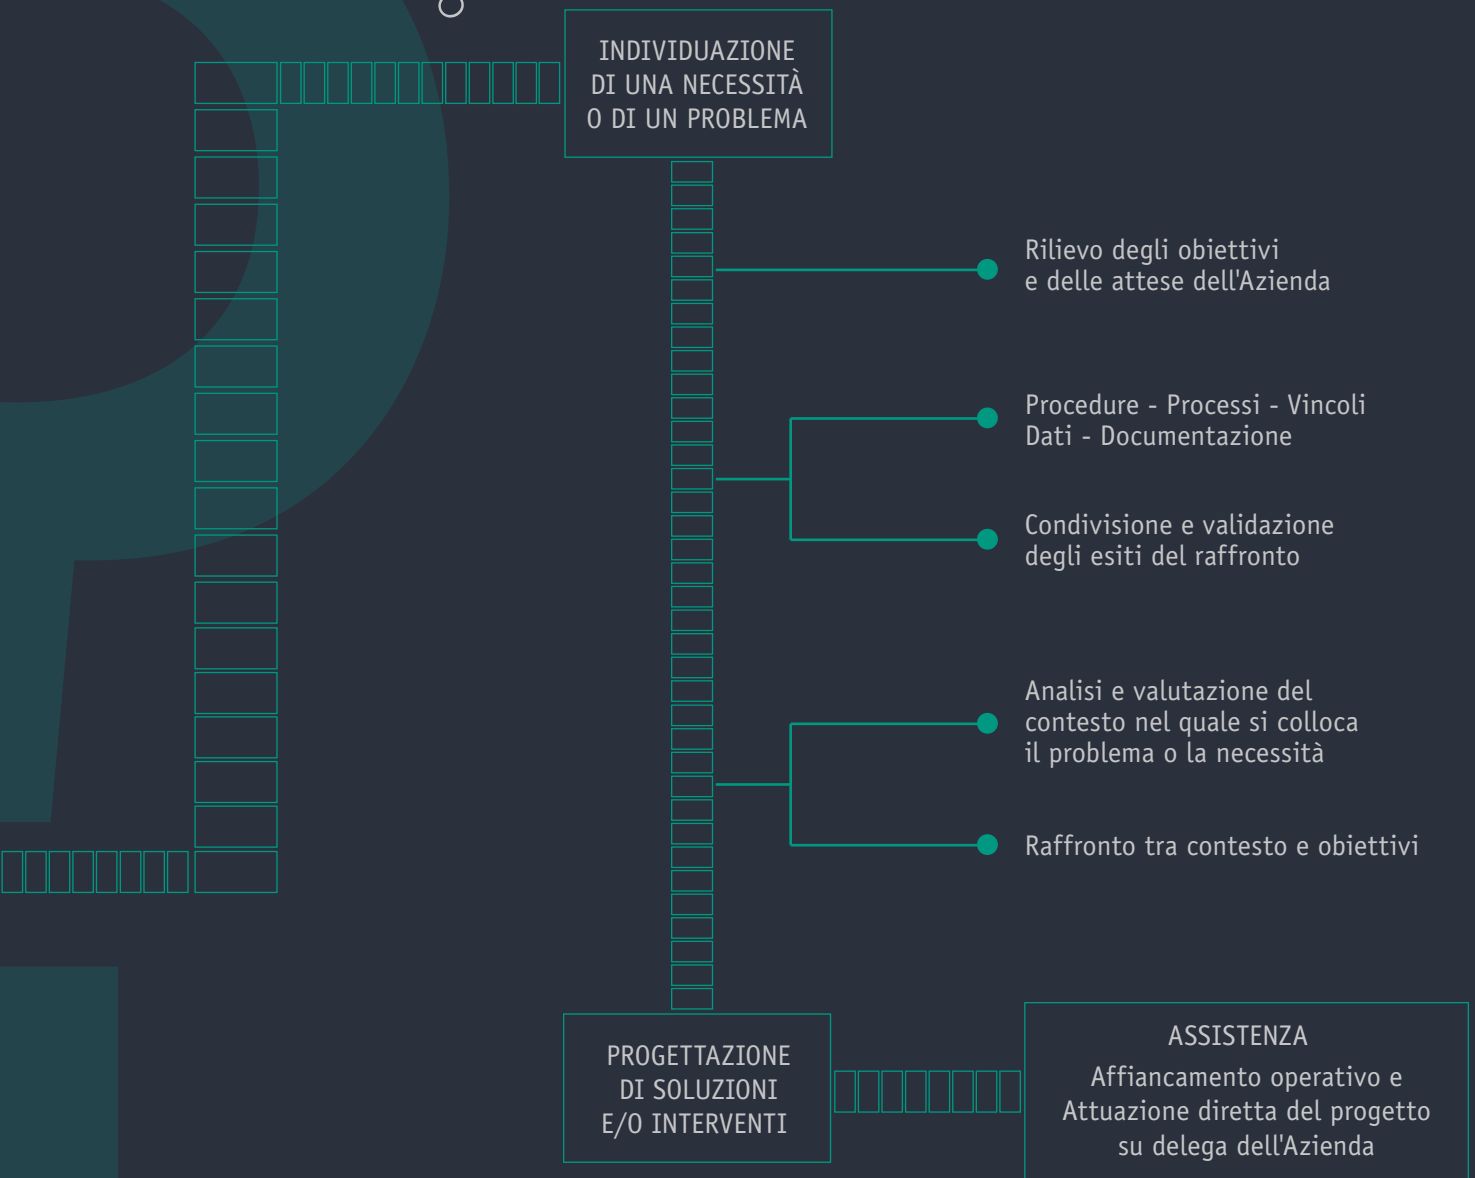 INDIVIDUAZIONE
DI UNA NECESSITÀ
O DI UN PROBLEMA
Rilievo degli obiettivi
e delle attese dell'Azienda
Procedure - Processi - Vincoli
Dati - Documentazione
Condivisione e validazione
degli esiti del raffronto
Analisi e valutazione del
contesto nel quale si colloca
il problema o la necessità
Raffronto tra contesto e obiettivi
PROGETTAZIONE
DI SOLUZIONI
E/O INTERVENTI
ASSISTENZA
Affiancamento operativo e
Attuazione diretta del progetto
su delega dell'Azienda